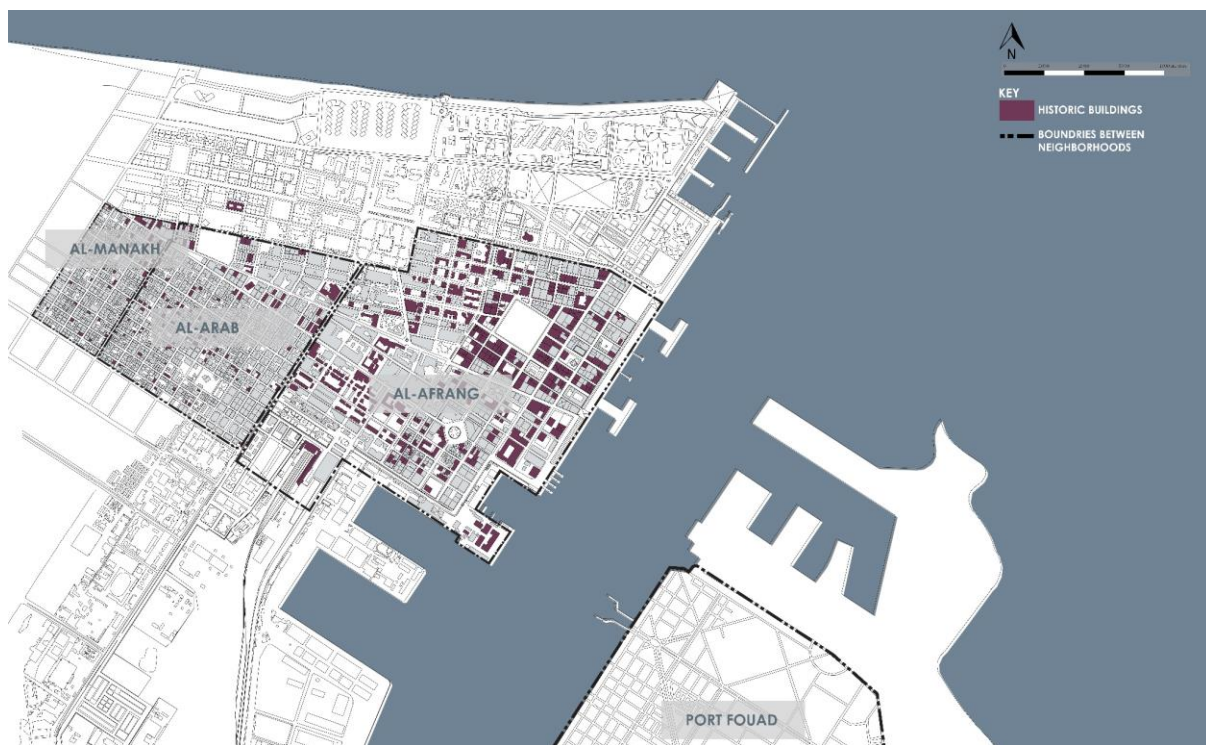 N
KEY
HISTORIC BUILDINGS
BOUNDRIES BETWEEN
NEIGHBORHOODS
AL-MANAKH
AL-ARAB
AL-AFRANG
PORT FOUAD